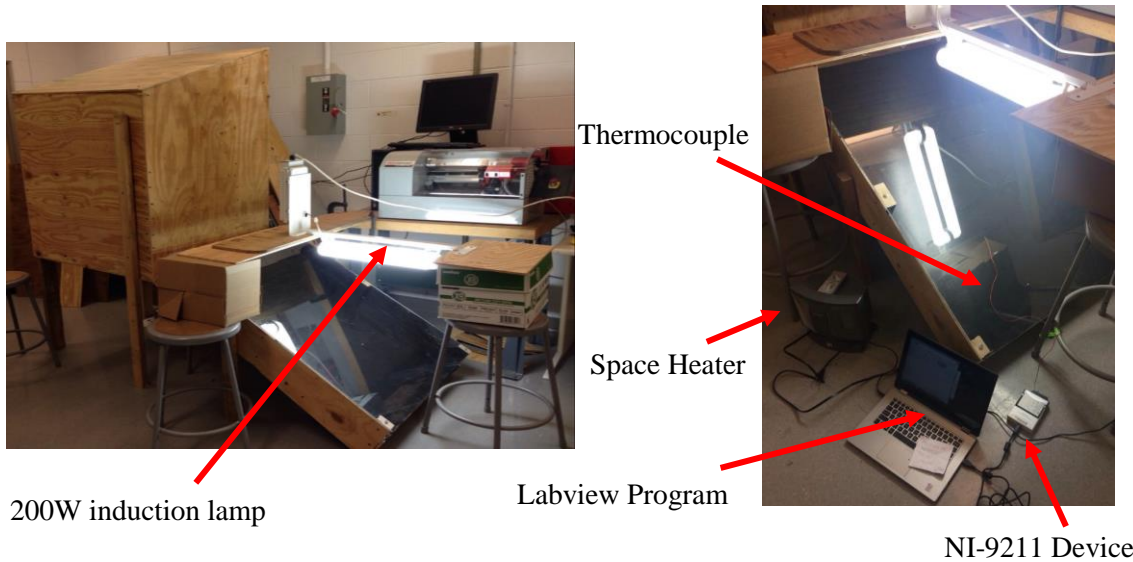 Thermocouple
Space Heater
200W induction lamp
Labview Program
NI-9211 Device